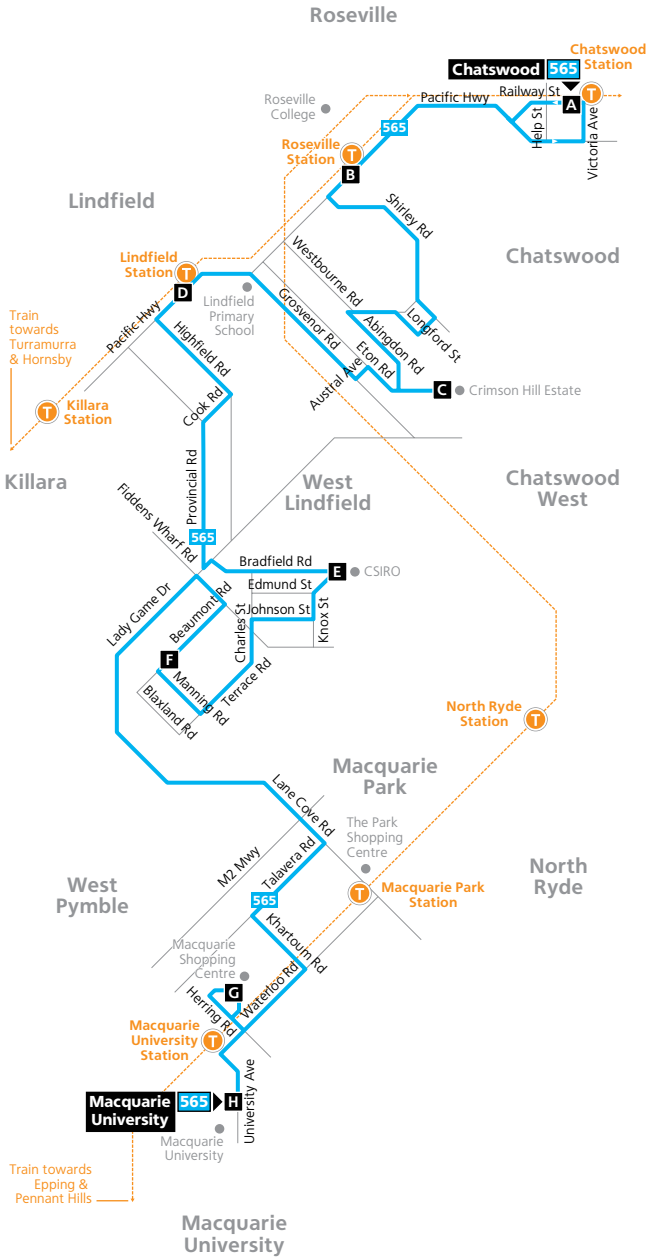 Roseville
Chatswood
Station
Chatswood 565
Railway St
A
T
Pacific Hwy
Help St
Victoria Ave
Roseville
College
565
Roseville
Station
T
B
Lindfield
Shirley Rd
Chatswood
Westbourne Rd
Lindfield
Station
T
D
Lindfield
Primary
School
Grosvenor Rd
Longford St
Abingdon Rd
Eton Rd
Austral Ave
C
Crimson Hill Estate
Train
towards
Turramurra
& Hornsby
Pacific Hwy
Highfield Rd
Cook Rd
T
Killara
Station
Killara
West
Lindfield
Chatswood
West
Provincial Rd
Fiddens Wharf Rd
565
Bradfield Rd
E
CSIRO
Edmund St
Johnson St
Knox St
Charles St
Lady Game Dr
Beaumont Rd
F
Manning Rd
Terrace Rd
Blaxland Rd
North Ryde
Station
T
Macquarie
Park
Lane Cove Rd
The Park
Shopping
Centre
M2 Mwy
Talavera Rd
North
Ryde
West
Pymble
T
Macquarie Park
Station
565
Khartoum Rd
Macquarie
Shopping
Centre
G
Waterloo Rd
Herring Rd
Macquarie
University
Station
T
Macquarie
University
565
H
University Ave
Macquarie
University
Train towards
Epping &
Pennant Hills
Macquarie
University